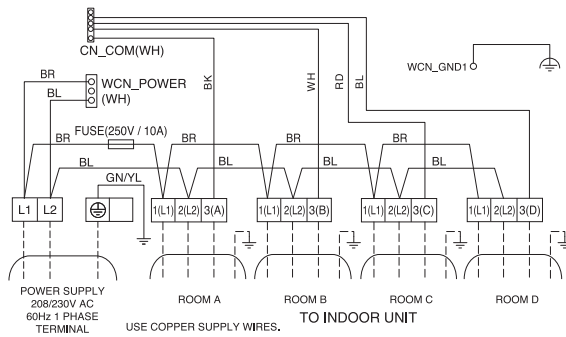 CN_COM(WH)
BR
WCN_POWER
(WH)
BL
BK
WH
RD
BL
WCN_GND1
FUSE(250V / 10A)
BR
BR
BR
BR
BL
BL
BL
BL
GN/YL
L1 L2
1(L1) 2(L2) 3(A)
1(L1) 2(L2) 3(B)
1(L1) 2(L2) 3(C)
1(L1) 2(L2) 3(D)
POWER SUPPLY
208/230V AC
60Hz 1 PHASE
TERMINAL
ROOM A
ROOM B
ROOM C
ROOM D
USE COPPER SUPPLY WIRES.
TO INDOOR UNIT